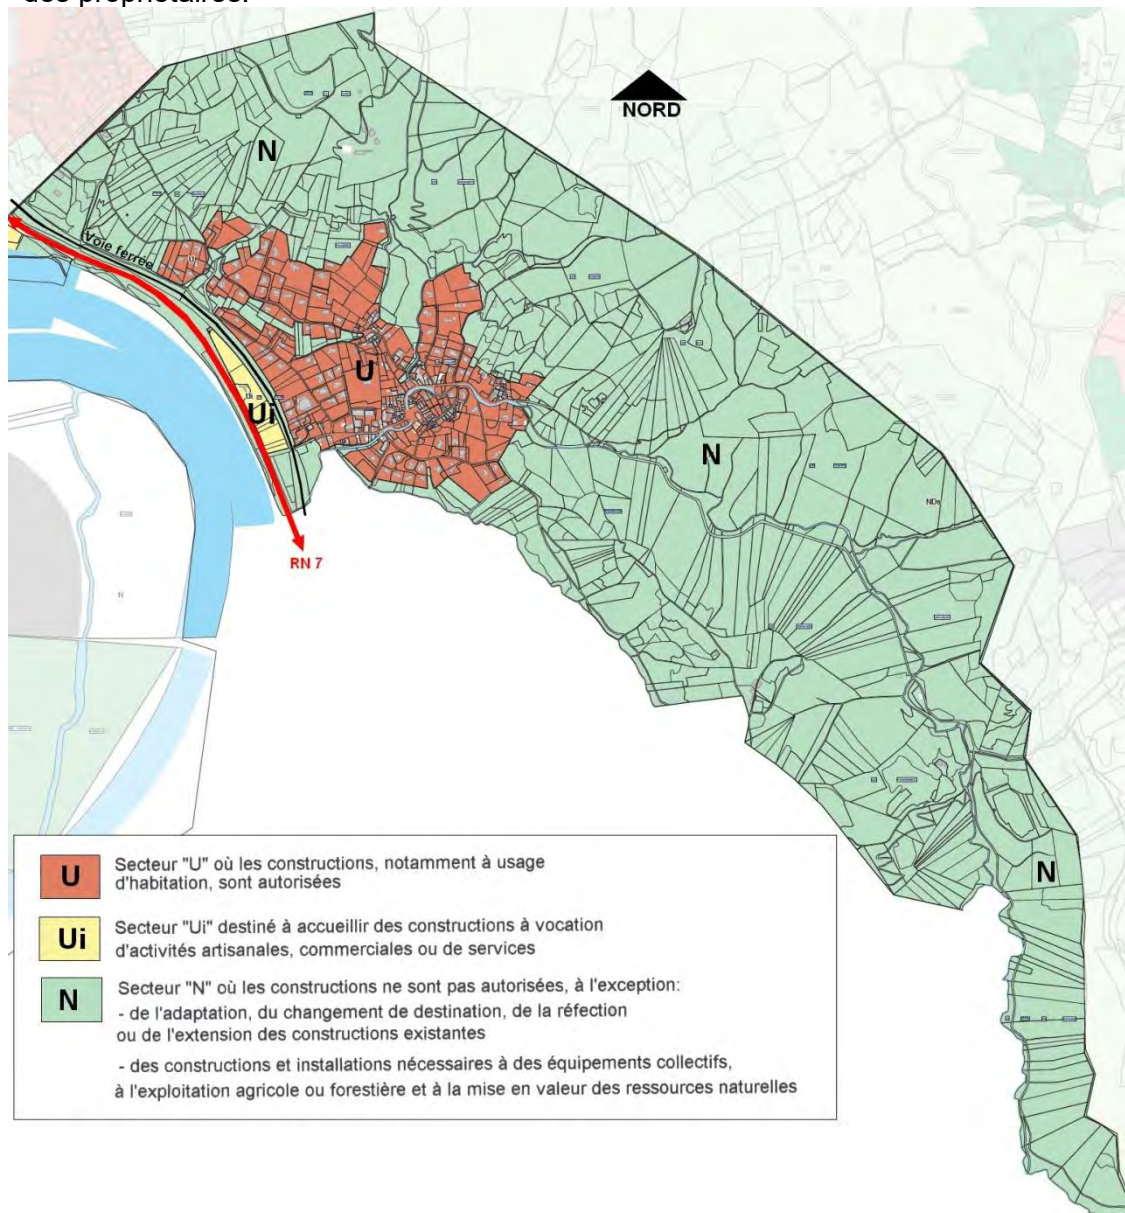 des propriétaires.
NORD
N
Voie ferrée
U
Ui
N
NDs
RN 7
N
N
U
Secteur "U" où les constructions, notamment à usage
d'habitation, sont autorisées
Ui
Secteur "Ui" destiné à accueillir des constructions à vocation
d'activités artisanales, commerciales ou de services
N
Secteur "N" où les constructions ne sont pas autorisées, à l'exception:
- de l'adaptation, du changement de destination, de la réfection
ou de l'extension des constructions existantes
- des constructions et installations nécessaires à des équipements collectifs,
à l'exploitation agricole ou forestière et à la mise en valeur des ressources naturelles